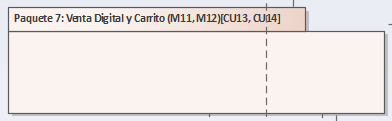 Paquete 7: Venta Digital y Carrito (M11, M12)[CU13, CU14]